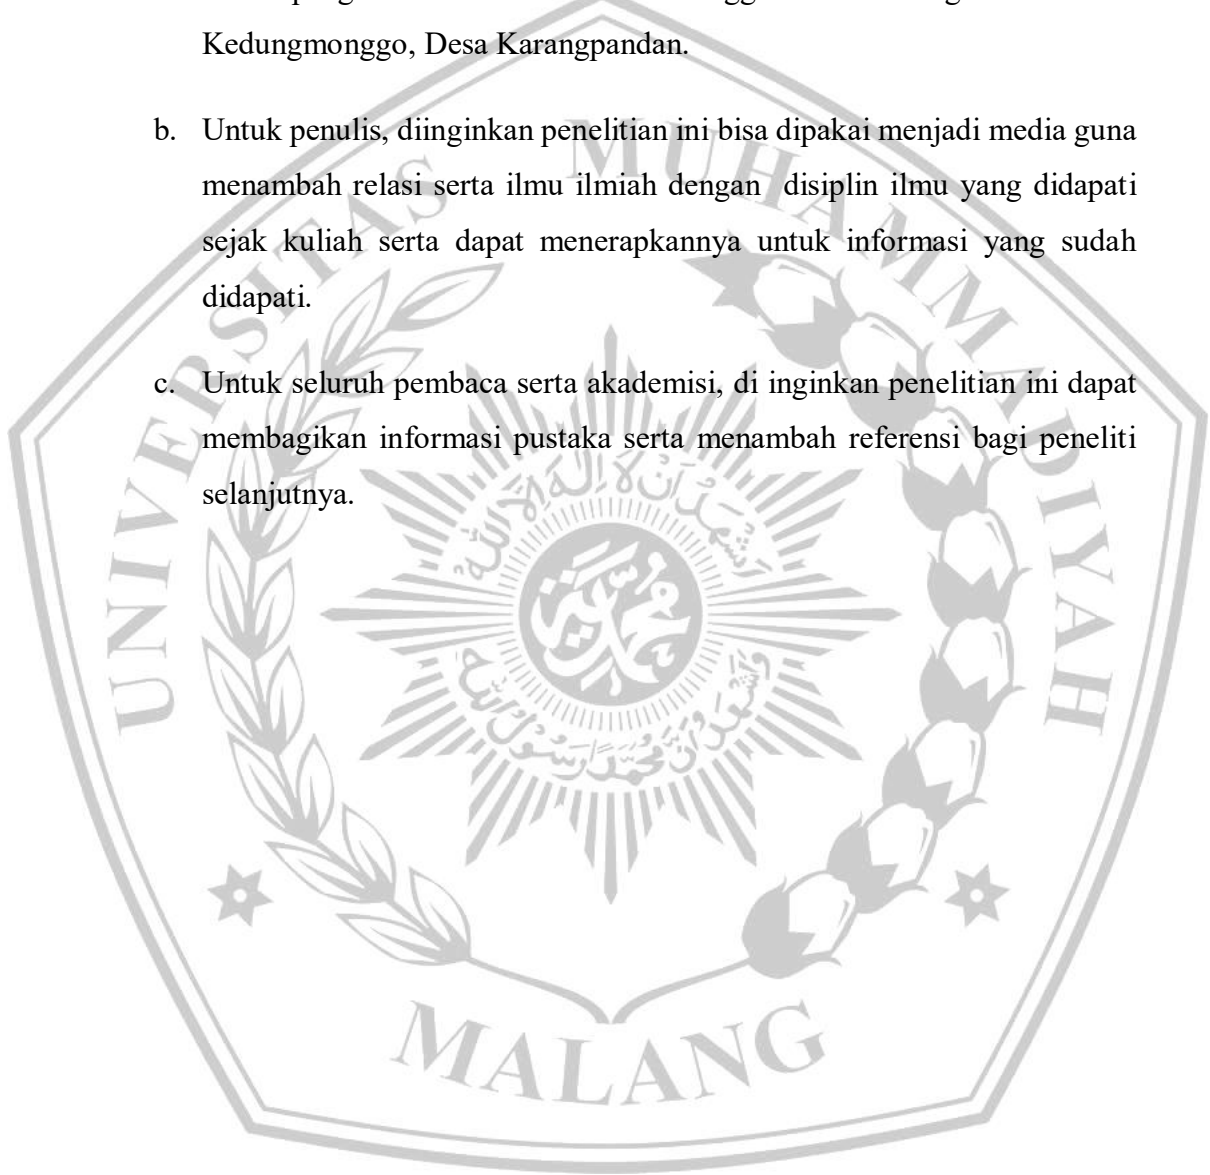 Kedungmonggo, Desa Karangpandan.
b. Untuk penulis, diinginkan penelitian ini bisa dipakai menjadi media guna
menambah relasi serta ilmu ilmiah dengan disiplin ilmu yang didapati
sejak kuliah serta dapat menerapkannya untuk informasi yang sudah
didapati.
c. Untuk seluruh pembaca serta akademisi, di inginkan penelitian ini dapat
membagikan informasi pustaka serta menambah referensi bagi peneliti
selanjutnya.
UNIVERSITAS MUHAMMADIYAH
MALANG